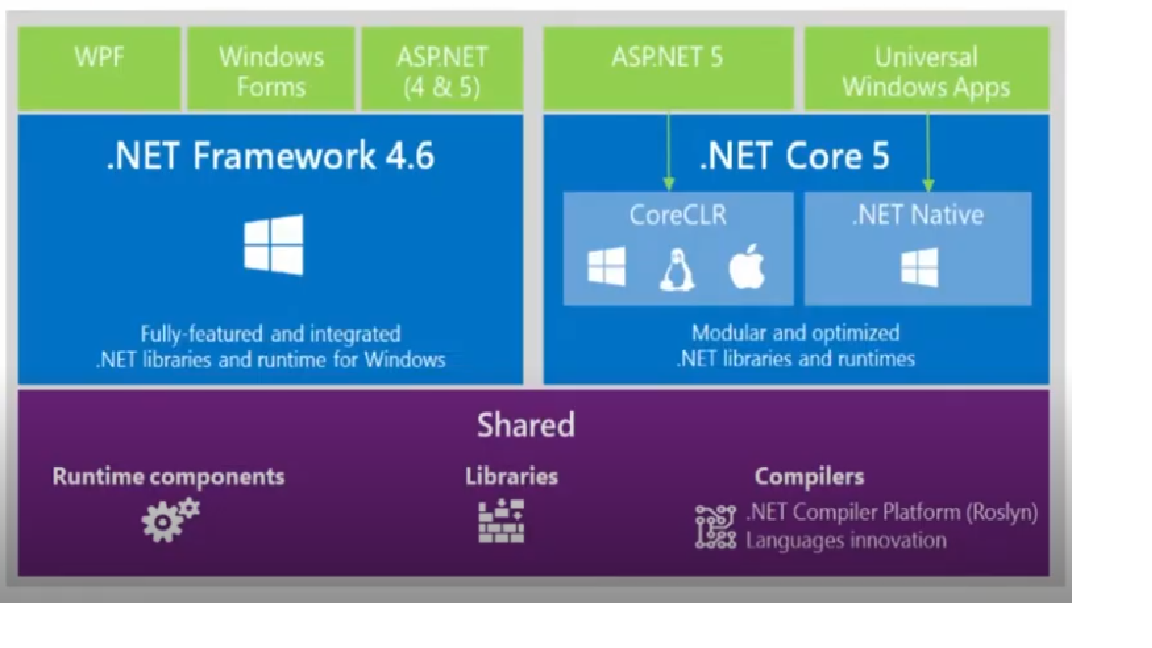 WPF
Windows
Forms
ASP.NET
(4 & 5)
ASP.NET 5
Universal
Windows Apps
.NET Framework 4.6
Fully-featured and integrated
.NET libraries and runtime for Windows
.NET Core 5
CoreCLR
.NET Native
Modular and optimized
.NET libraries and runtimes
Shared
Runtime components
Libraries
Compilers
.NET Compiler Platform (Roslyn)
Languages innovation